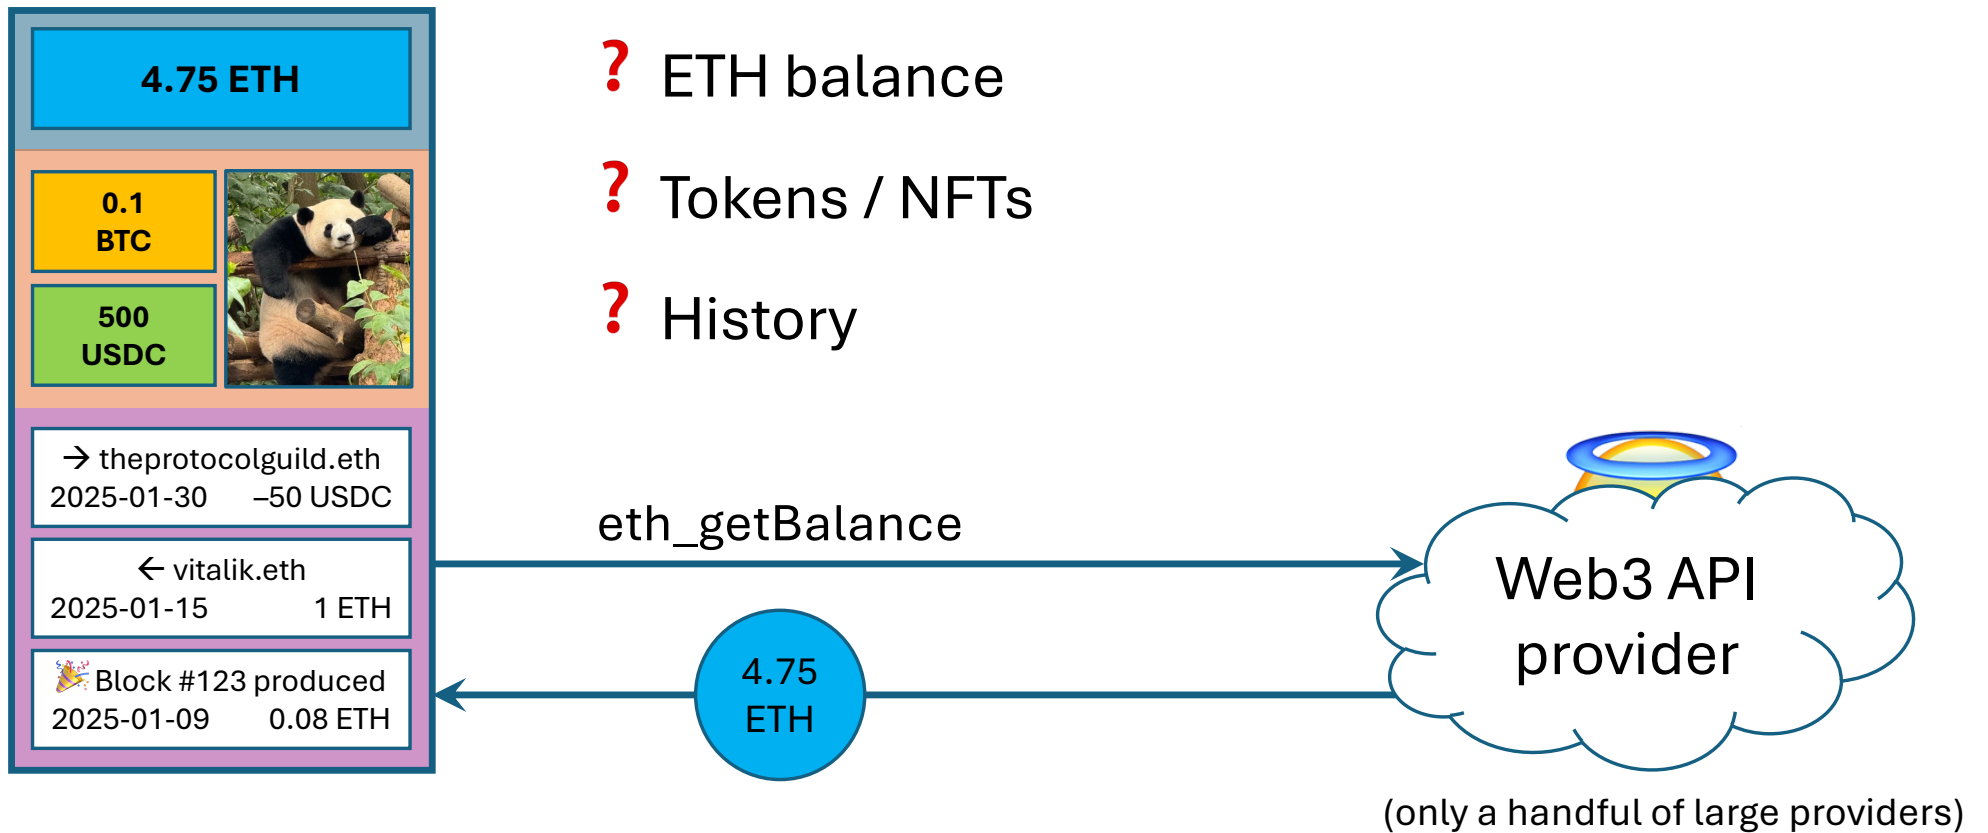 4.75 ETH
0.1
BTC
500
USDC
→ theprotocolguild.eth
2025-01-30 –50 USDC
← vitalik.eth
2025-01-15 1 ETH
Block #123 produced
2025-01-09 0.08 ETH
? ETH balance
? Tokens / NFTs
? History
eth_getBalance
4.75
ETH
Web3 API
provider
(only a handful of large providers)